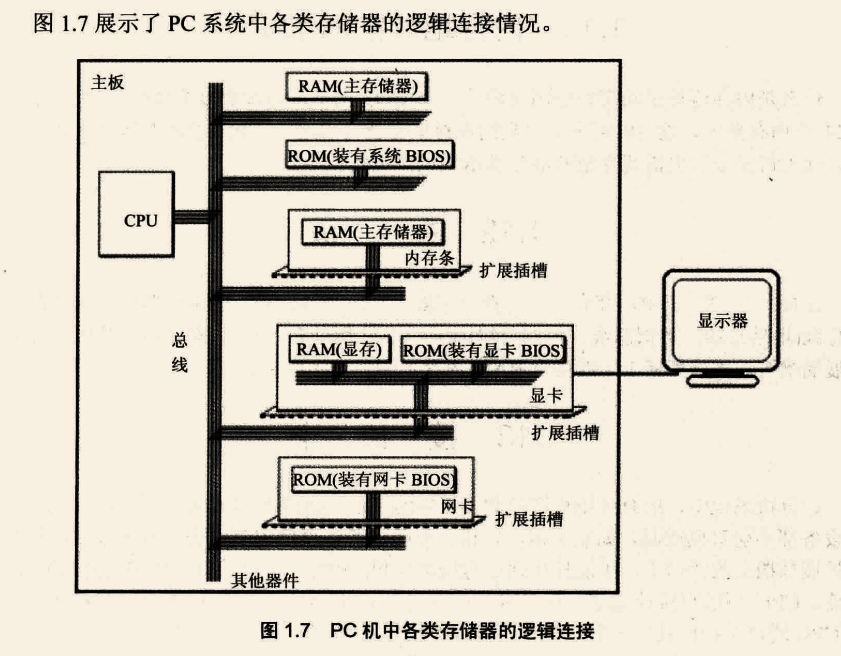 图 1.7 展示了 PC 系统中各类存储器的逻辑连接情况。
主板
RAM(主存储器)
ROM(装有系统 BIOS)
CPU
RAM(主存储器)
内存条
扩展插槽
总线
显示器
RAM(显存)
ROM(装有显卡 BIOS)
显卡
扩展插槽
ROM(装有网卡 BIOS)
网卡
扩展插槽
其他器件
图 1.7 PC 机中各类存储器的逻辑连接